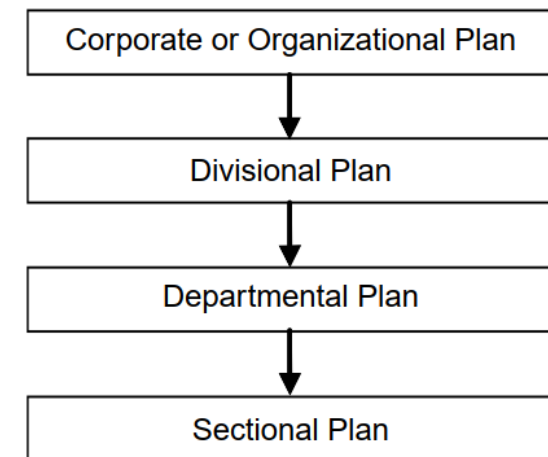 Corporate or Organizational Plan
Divisional Plan
Departmental Plan
Sectional Plan